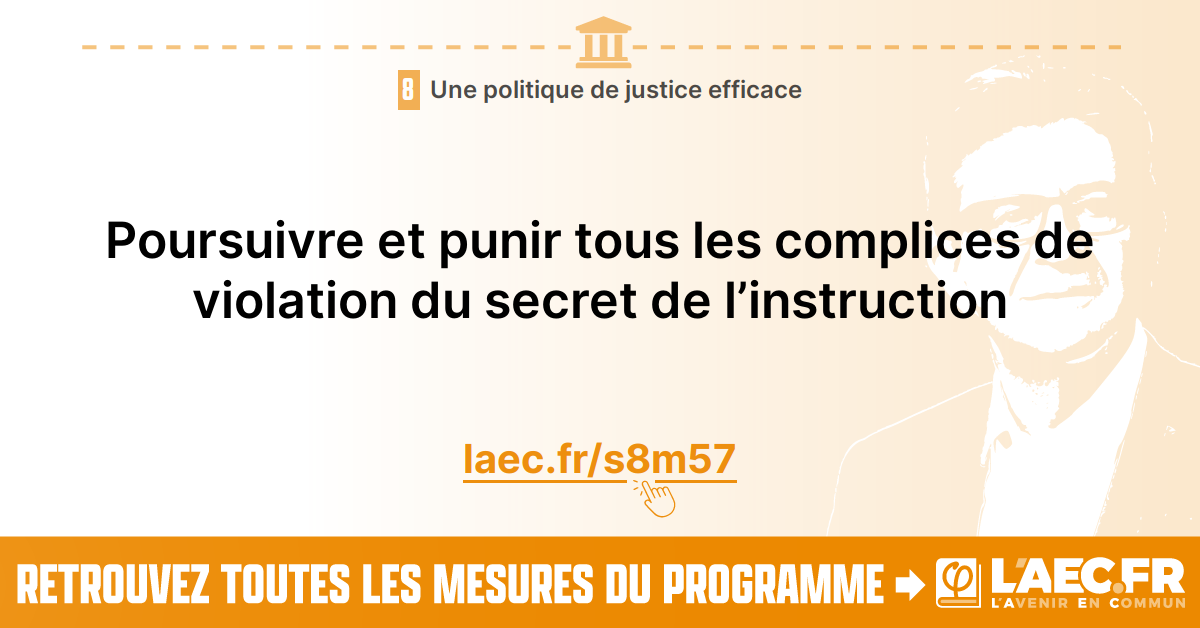 8 Une politique de justice efficace
Poursuivre et punir tous les complices de
violation du secret de l’instruction
laec.fr/s8m57
RETROUVEZ TOUTES LES MESURES DU PROGRAMME
L'AEC.FR
L'AVENIR EN COMMUN